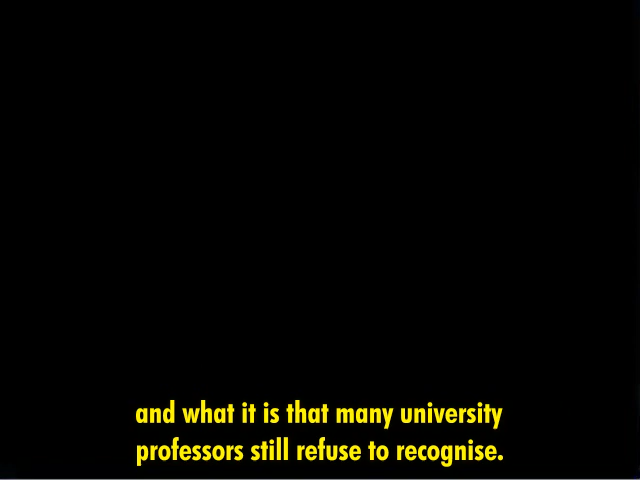 and what it is that many university
professors still refuse to recognise.